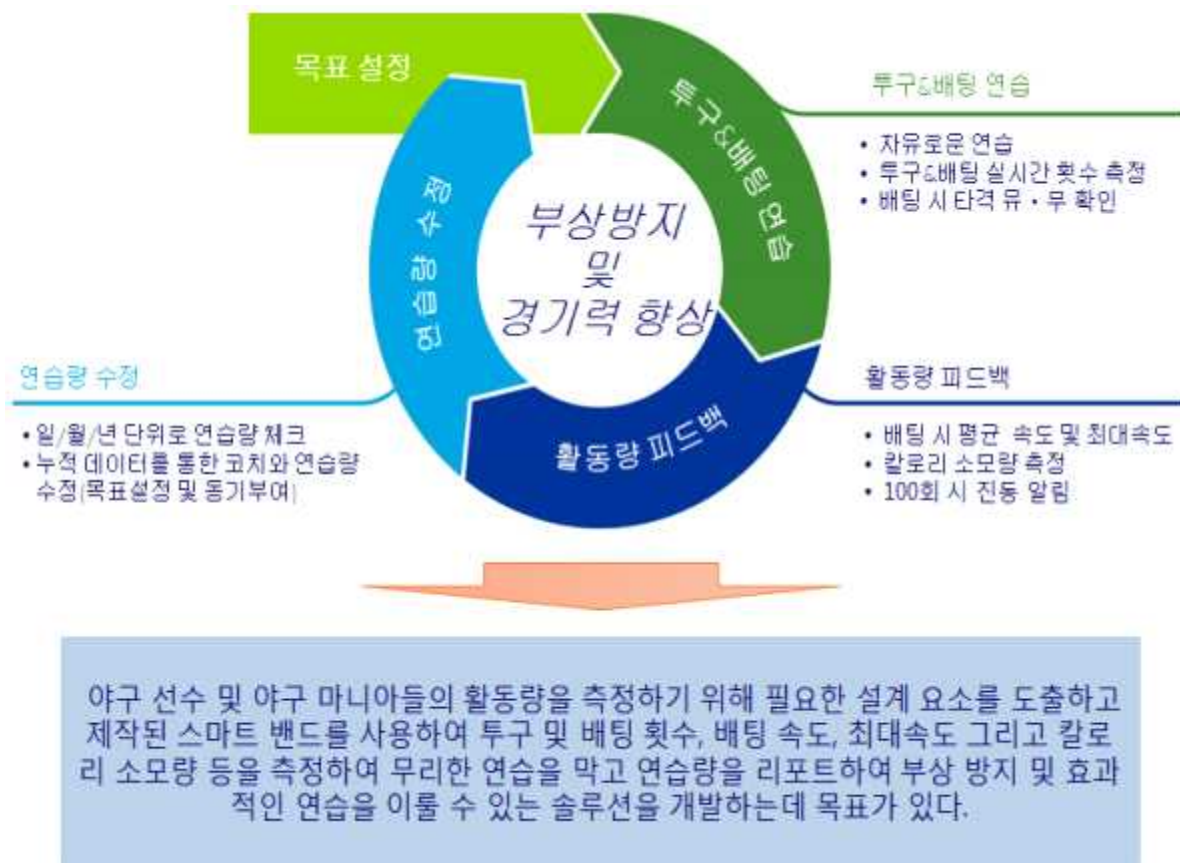 목표 설정
투구&배팅 연습
투구&배팅 연습
• 자유로운 연습
• 투구&배팅 실시간 횟수 측정
• 배팅 시 타격 유・무 확인
연습량 수정
부상방지
및
경기력 향상
연습량 수정
• 일/월/년 단위로 연습량 체크
• 누적 데이터를 통한 코치와 연습량
수정(목표설정 및 동기부여)
활동량 피드백
활동량 피드백
• 배팅 시 평균 속도 및 최대속도
• 칼로리 소모량 측정
• 100회 시 진동 알림
야구 선수 및 야구 마니아들의 활동량을 측정하기 위해 필요한 설계 요소를 도출하고
제작된 스마트 밴드를 사용하여 투구 및 배팅 횟수, 배팅 속도, 최대속도 그리고 칼로
리 소모량 등을 측정하여 무리한 연습을 막고 연습량을 리포트하여 부상 방지 및 효과
적인 연습을 이룰 수 있는 솔루션을 개발하는데 목표가 있다.